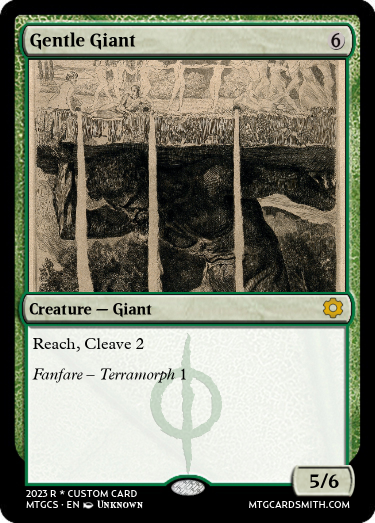 Gentle Giant 6
Creature — Giant
Reach, Cleave 2
Fanfare – Terramorph 1
5/6
2023 R * CUSTOM CARD
MTGCS · EN UNKNOWN
MTGCARDSMITH.COM